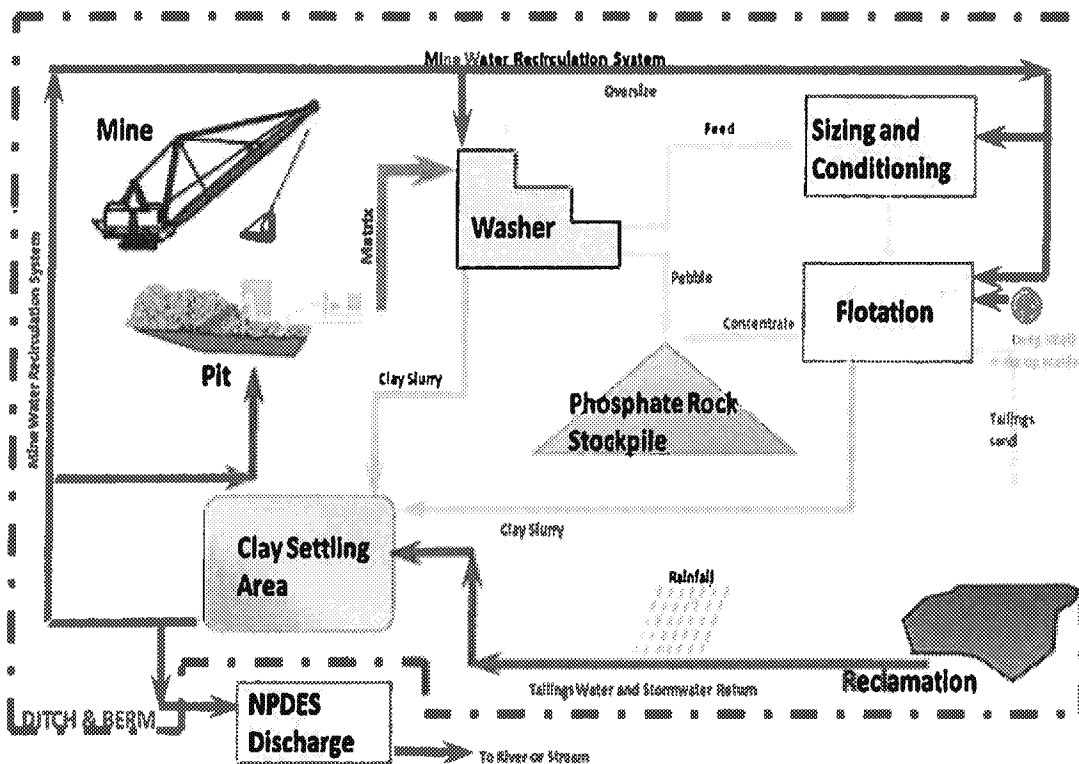 Mine Water Recirculation System
Oversize
Mine
Feed
Sizing and
Conditioning
Matrix
Washer
Mine Water Recirculation System
Pebble
Flotation
Concentrate
Pit
Clay Slurry
Phosphate Rock
Stockpile
Tailings
sand
Clay Slurry
Clay Settling
Area
Rainfall
Reclamation
Tailings Water and Stormwater Return
DITCH & BERM
NPDES
Discharge
To River or Stream